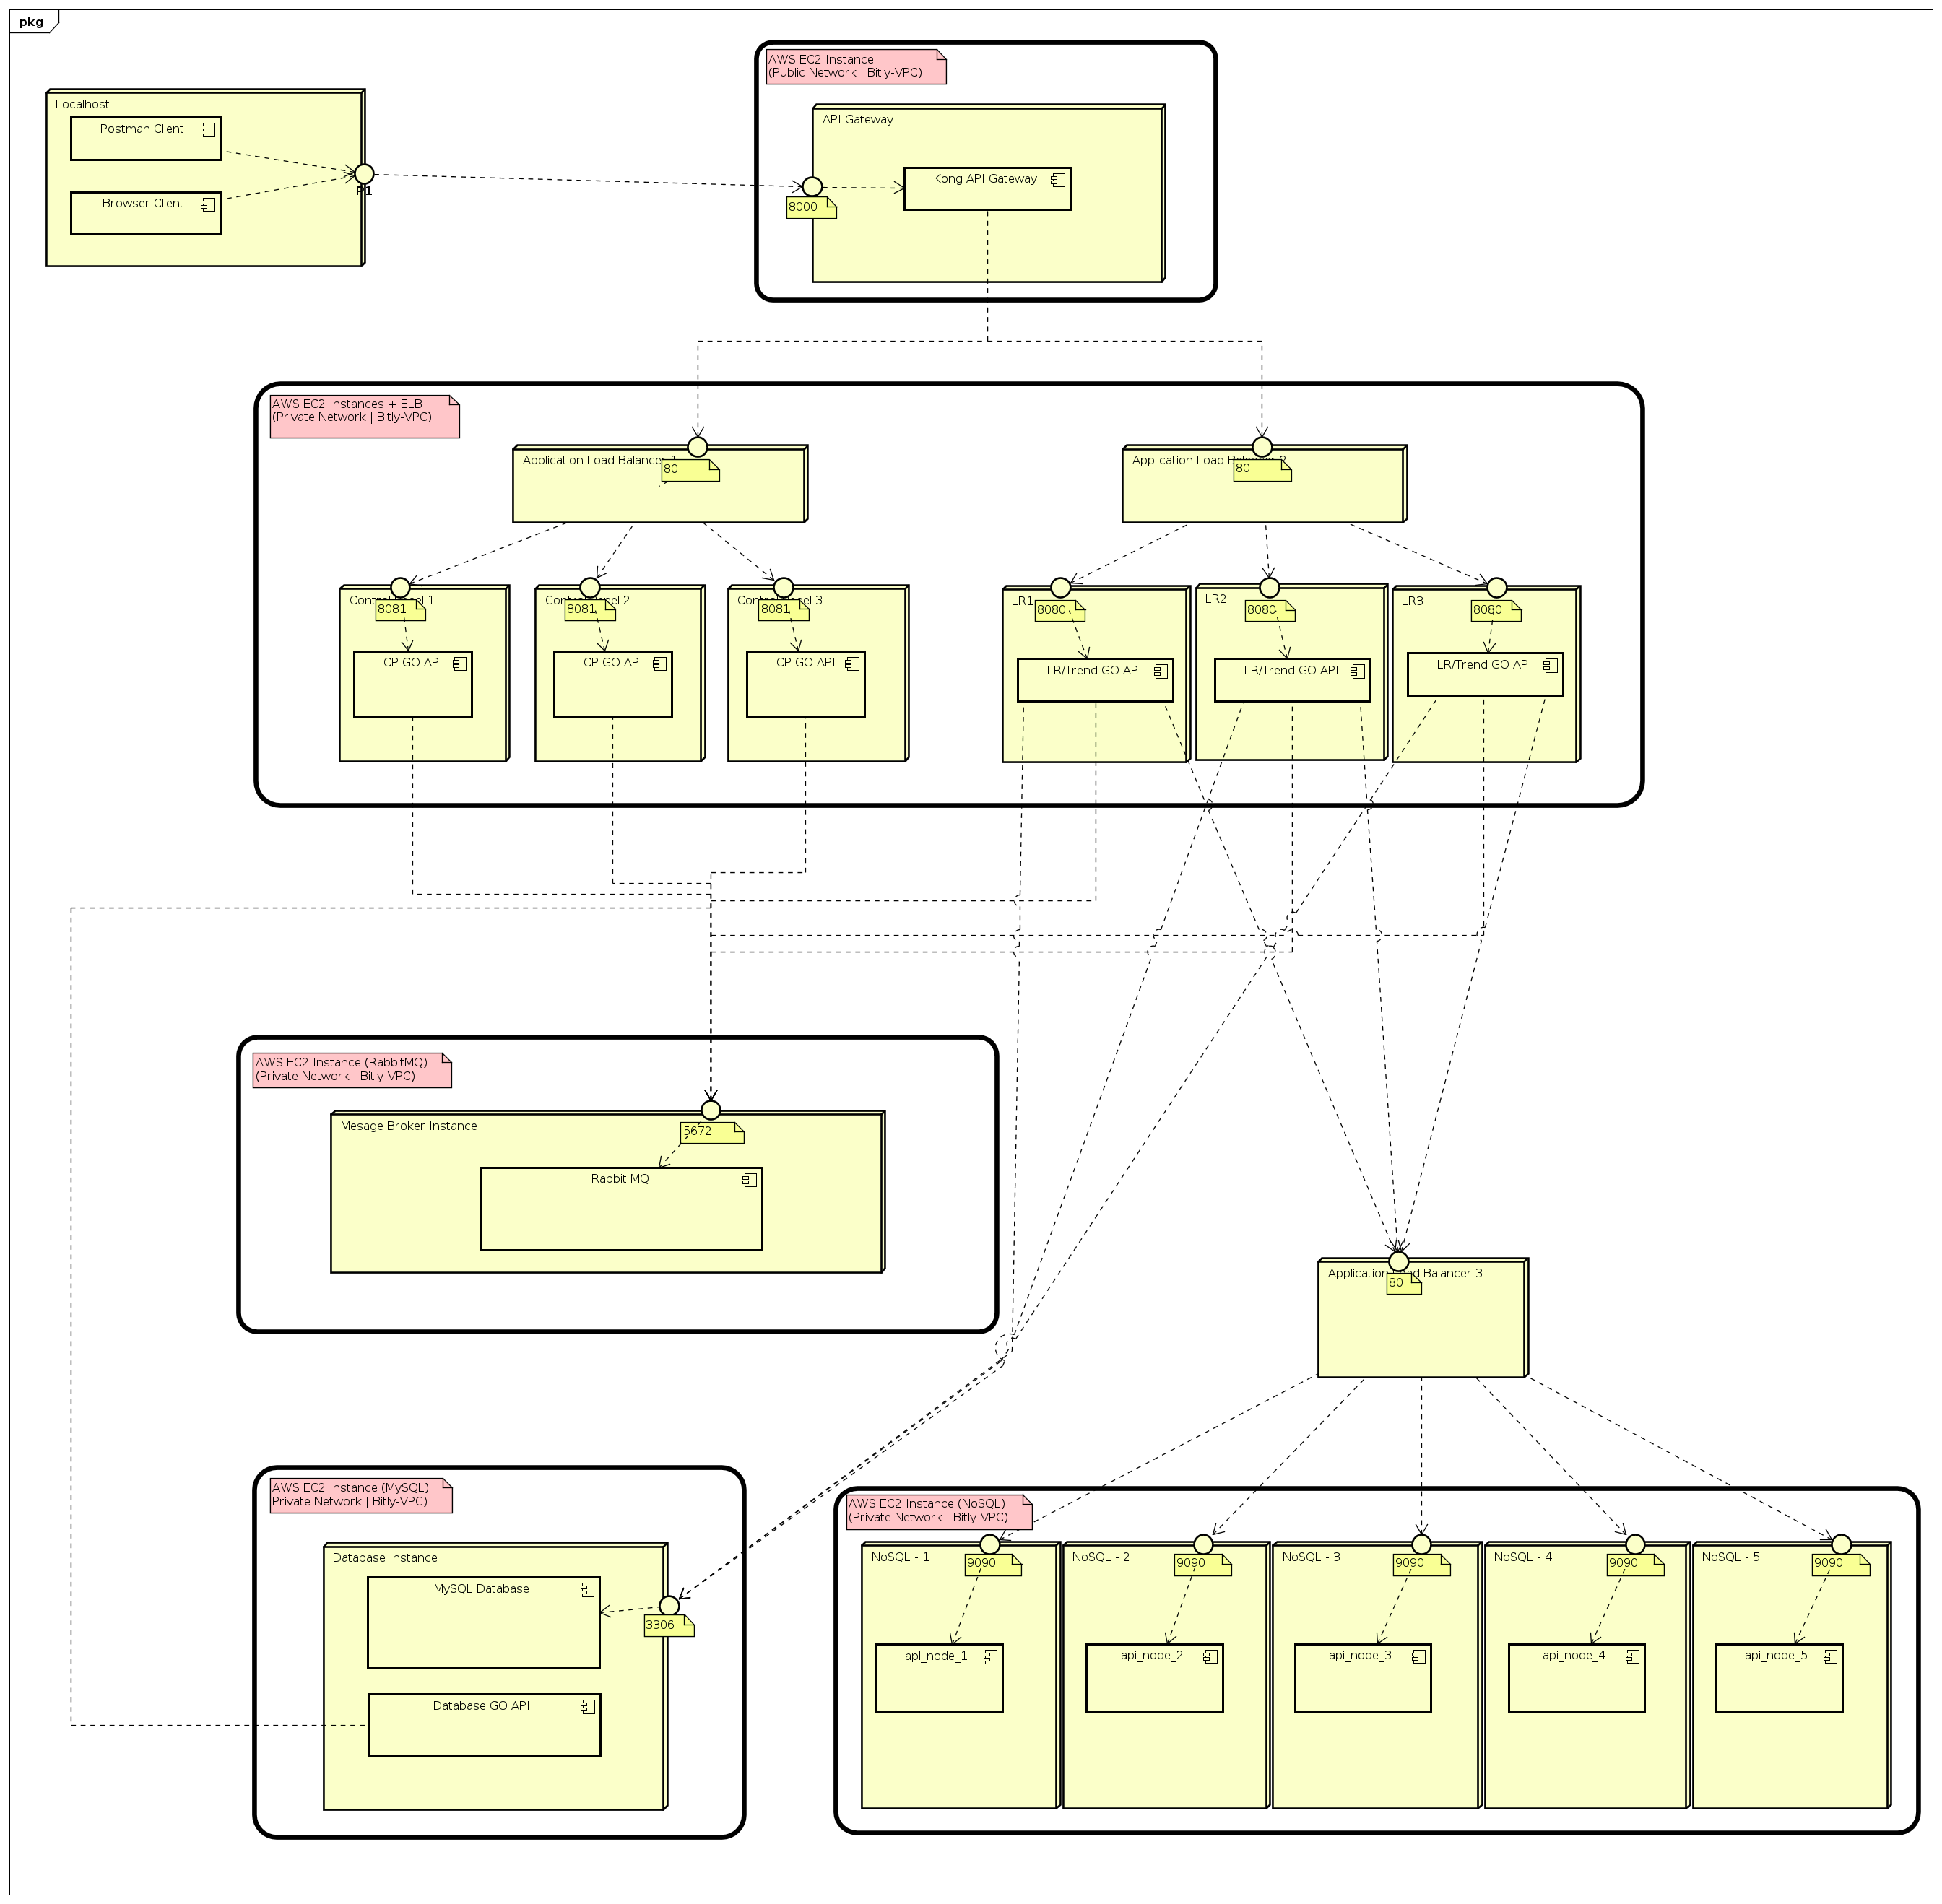 pkg
AWS EC2 Instance
(Public Network | Bitly-VPC)
Localhost
Postman Client
Browser Client
P1
API Gateway
Kong API Gateway
8000
AWS EC2 Instances + ELB
(Private Network | Bitly-VPC)
Application Load Balancer 1
80
Application Load Balancer 2
80
Control Panel 1
8081
CP GO API
Control Panel 2
8081
CP GO API
Control Panel 3
8081
CP GO API
LR1
8080
LR/Trend GO API
LR2
8080
LR/Trend GO API
LR3
8080
LR/Trend GO API
AWS EC2 Instance (RabbitMQ)
(Private Network | Bitly-VPC)
Mesage Broker Instance
5672
Rabbit MQ
Application Load Balancer 3
80
AWS EC2 Instance (MySQL)
Private Network | Bitly-VPC)
Database Instance
MySQL Database
3306
Database GO API
AWS EC2 Instance (NoSQL)
(Private Network | Bitly-VPC)
NoSQL - 1
9090
api_node_1
NoSQL - 2
9090
api_node_2
NoSQL - 3
9090
api_node_3
NoSQL - 4
9090
api_node_4
NoSQL - 5
9090
api_node_5